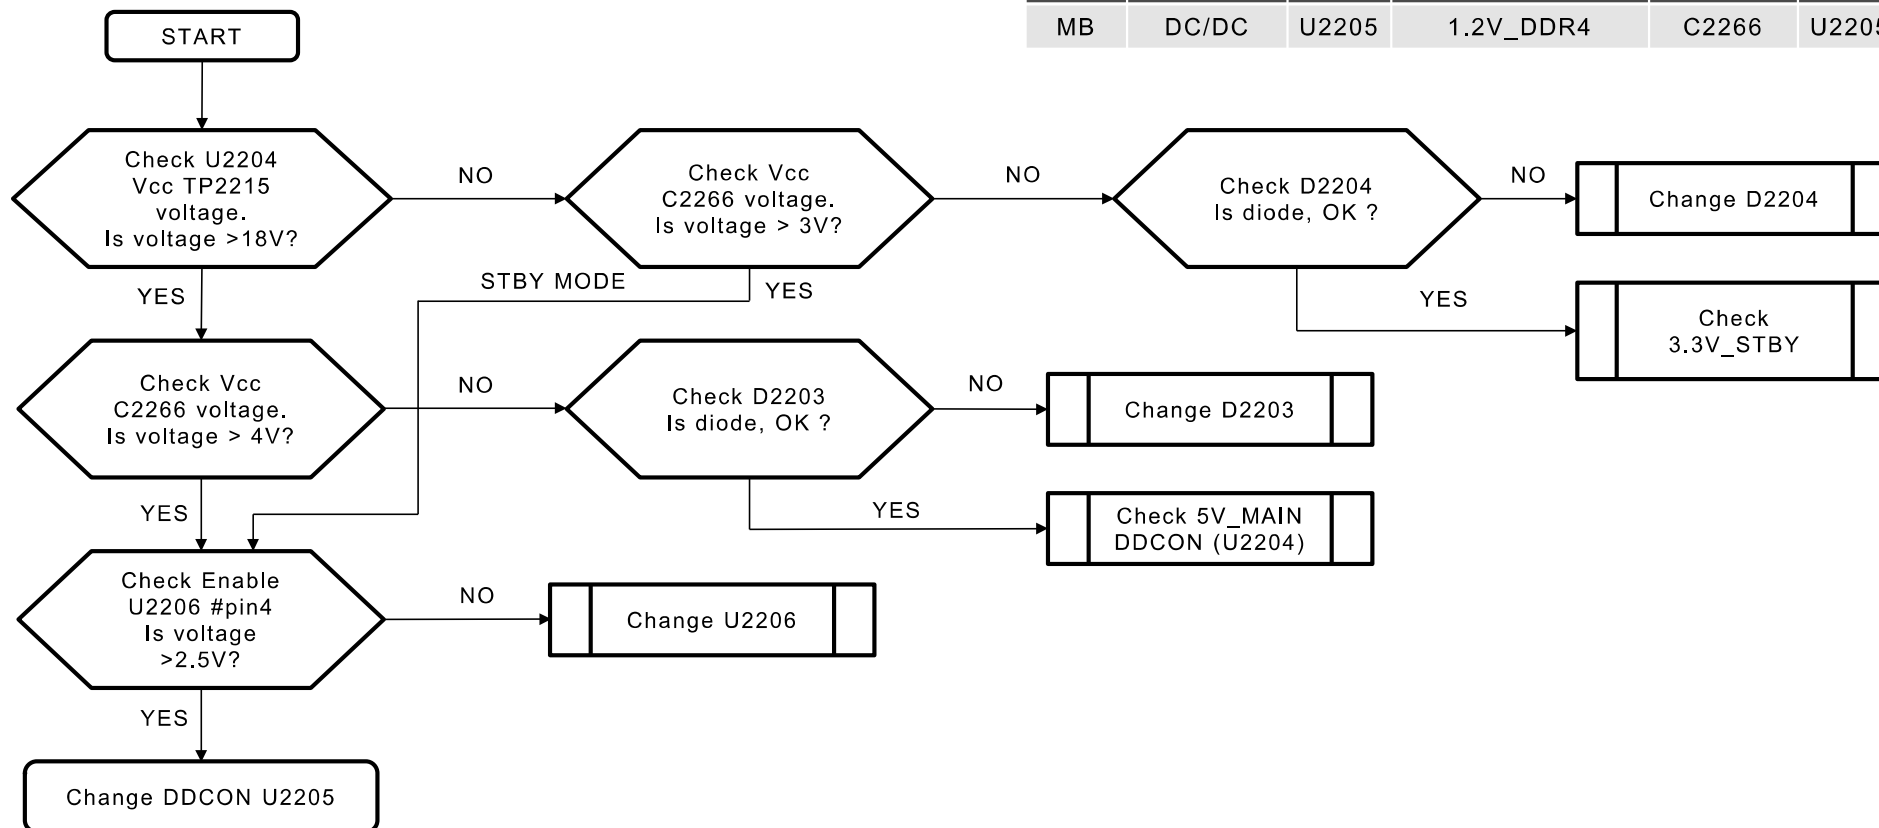 MB DC/DC U2205 1.2V_DDR4 C2266 U2205
START
Check U2204
Vcc TP2215
voltage.
Is voltage >18V?
NO
Check Vcc
C2266 voltage.
Is voltage > 3V?
NO
Check D2204
Is diode, OK ?
NO
Change D2204
YES
STBY MODE
YES
YES
Check
3.3V_STBY
Check Vcc
C2266 voltage.
Is voltage > 4V?
NO
Check D2203
Is diode, OK ?
NO
Change D2203
YES
YES
Check 5V_MAIN
DDCON (U2204)
Check Enable
U2206 #pin4
Is voltage
>2.5V?
NO
Change U2206
YES
Change DDCON U2205